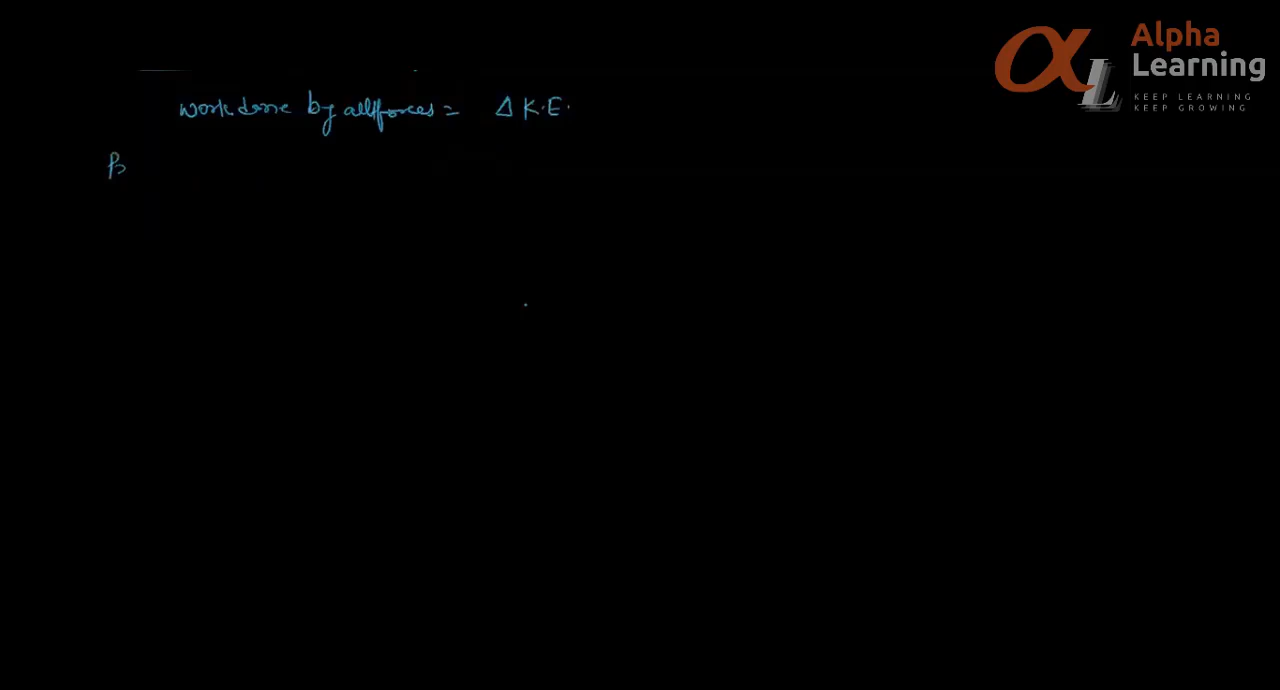 Alpha
Learning
KEEP LEARNING
KEEP GROWING
work done by all forces = Δ K.E.